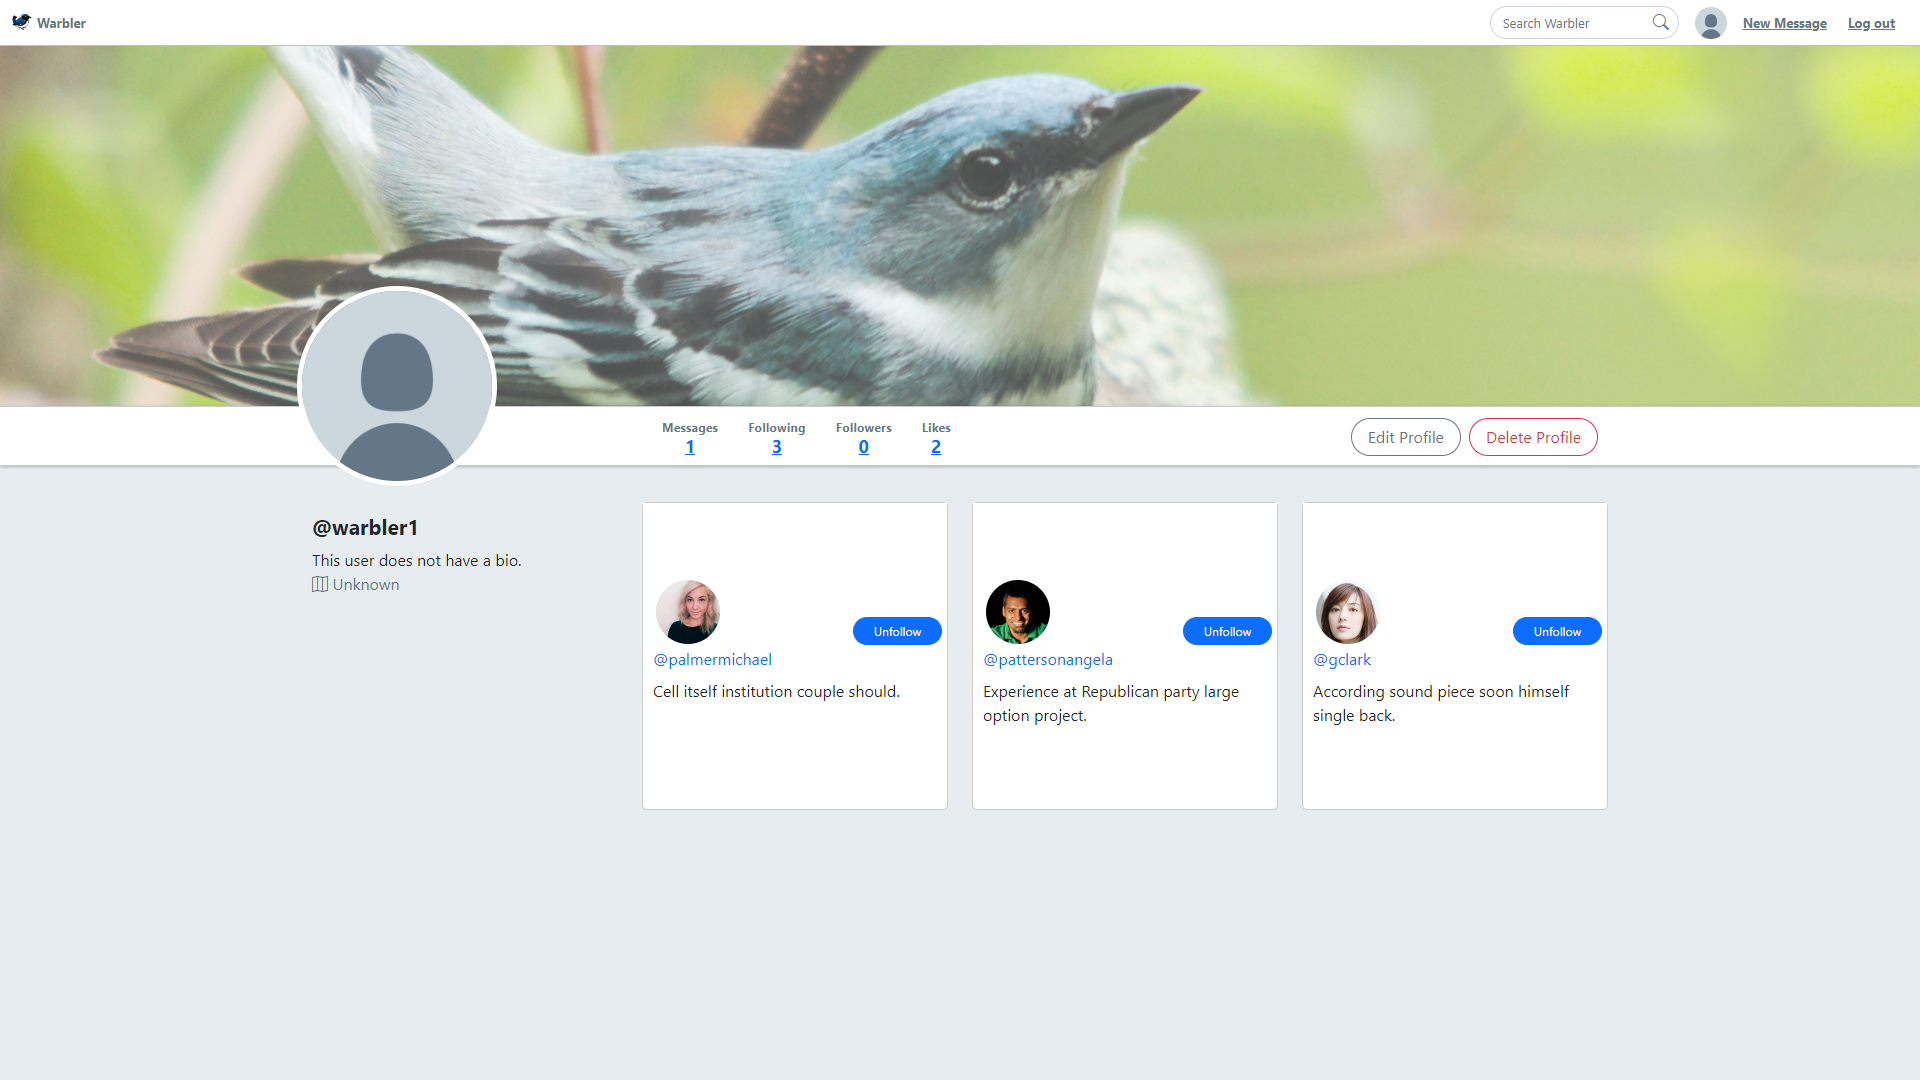 Warbler
Search Warbler
New Message
Log out
Messages
1
Following
3
Followers
0
Likes
2
Edit Profile
Delete Profile
@warbler1
This user does not have a bio.
Unknown
Unfollow
@palmermichael
Cell itself institution couple should.
Unfollow
@pattersonangela
Experience at Republican party large
option project.
Unfollow
@gclark
According sound piece soon himself
single back.